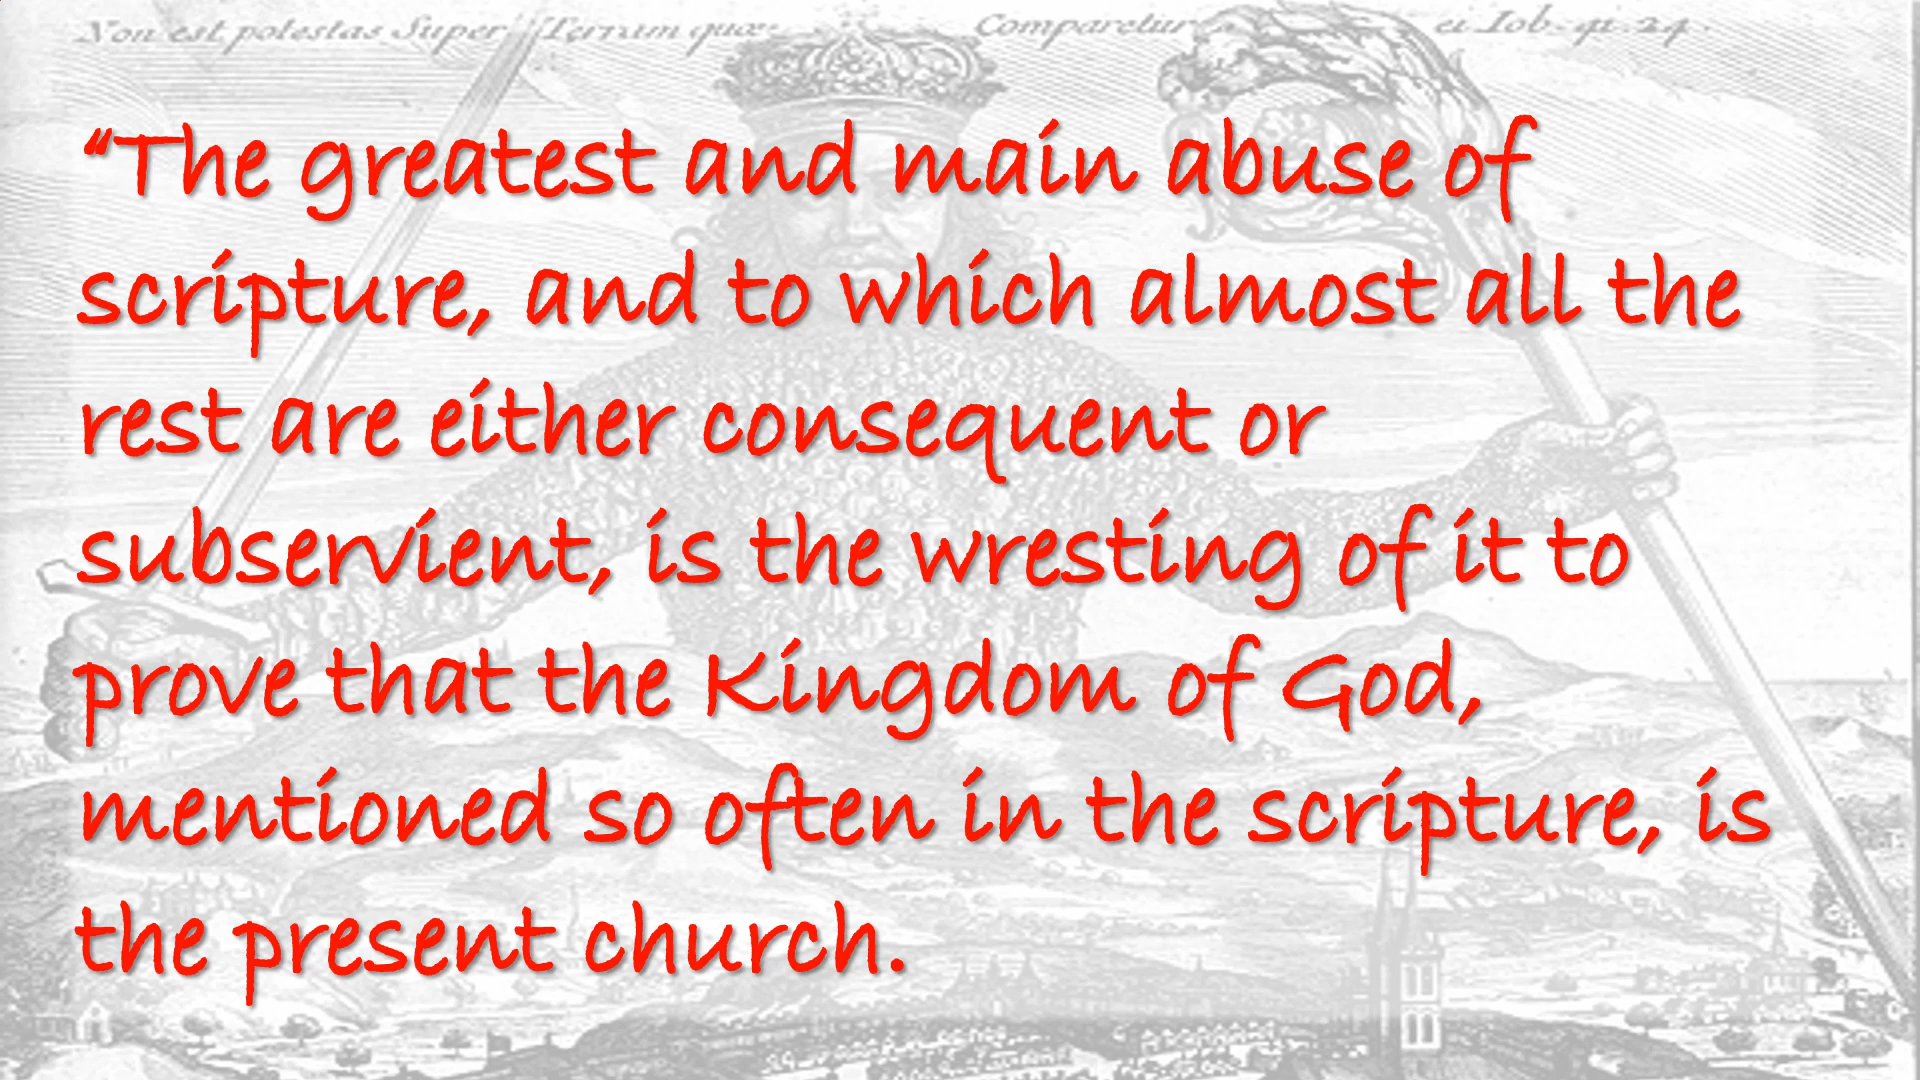 Non est potestas Super Terram quae Comparetur ei Iob. 41. 24.
“The greatest and main abuse of
scripture, and to which almost all the
rest are either consequent or
subservient, is the wresting of it to
prove that the Kingdom of God,
mentioned so often in the scripture, is
the present church.